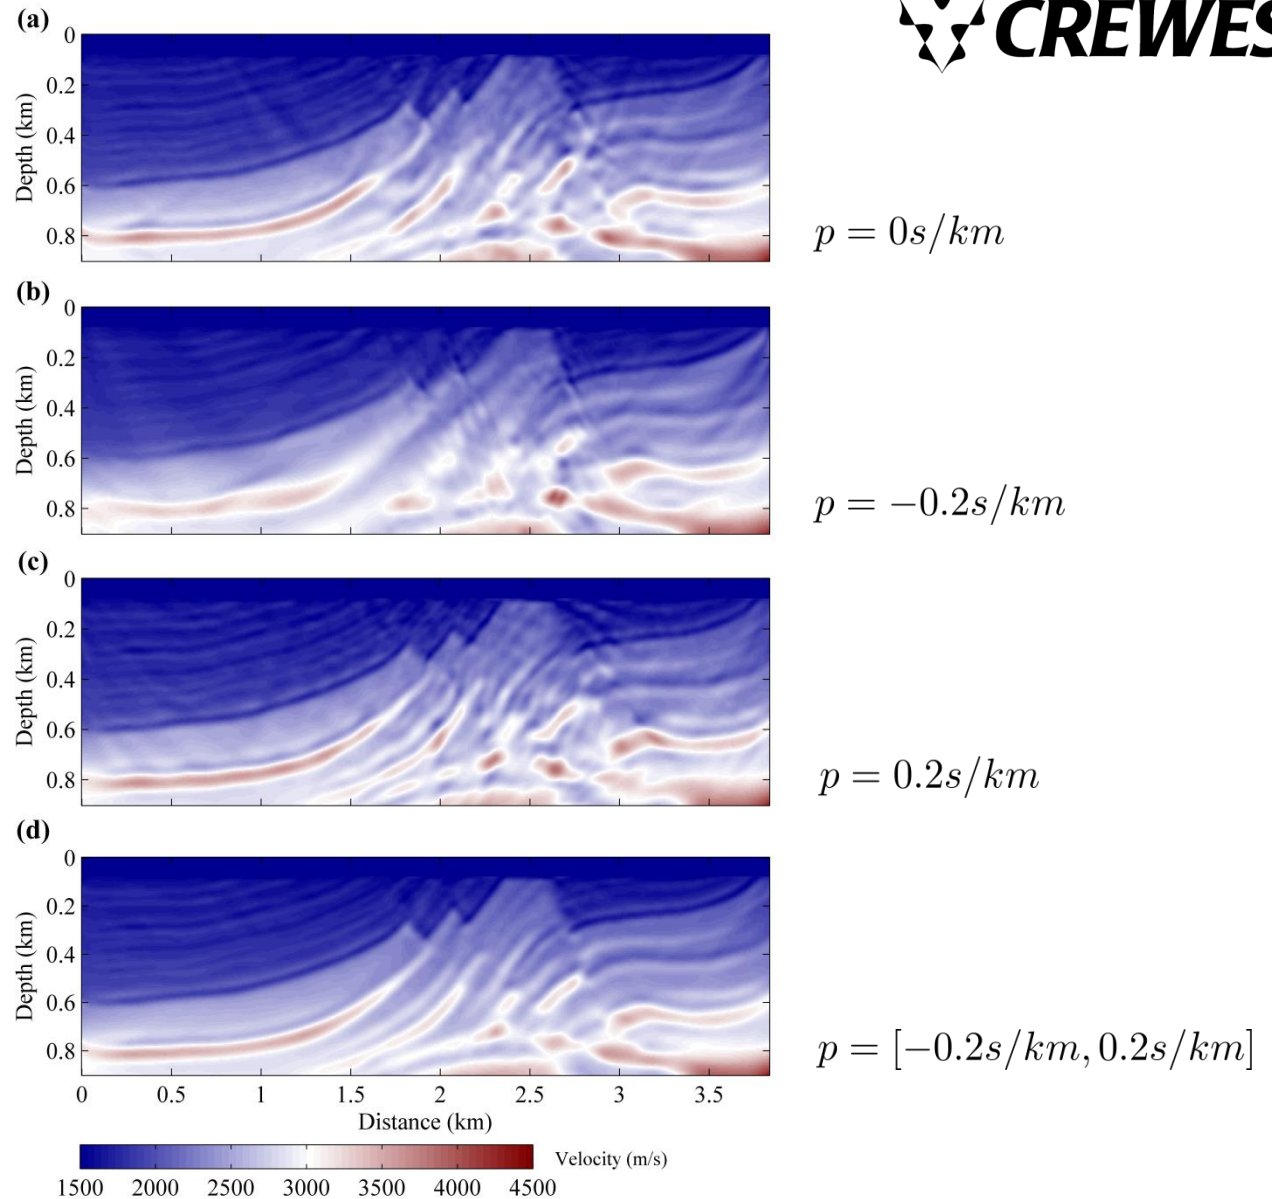 CREWES
(a)
0
0.2
0.4
0.6
0.8
Depth (km)
p = 0s/km
(b)
0
0.2
0.4
0.6
0.8
Depth (km)
p = −0.2s/km
(c)
0
0.2
0.4
0.6
0.8
Depth (km)
p = 0.2s/km
(d)
0
0.2
0.4
0.6
0.8
Depth (km)
p = [−0.2s/km, 0.2s/km]
0 0.5 1 1.5 2 2.5 3 3.5
Distance (km)
Velocity (m/s)
1500 2000 2500 3000 3500 4000 4500